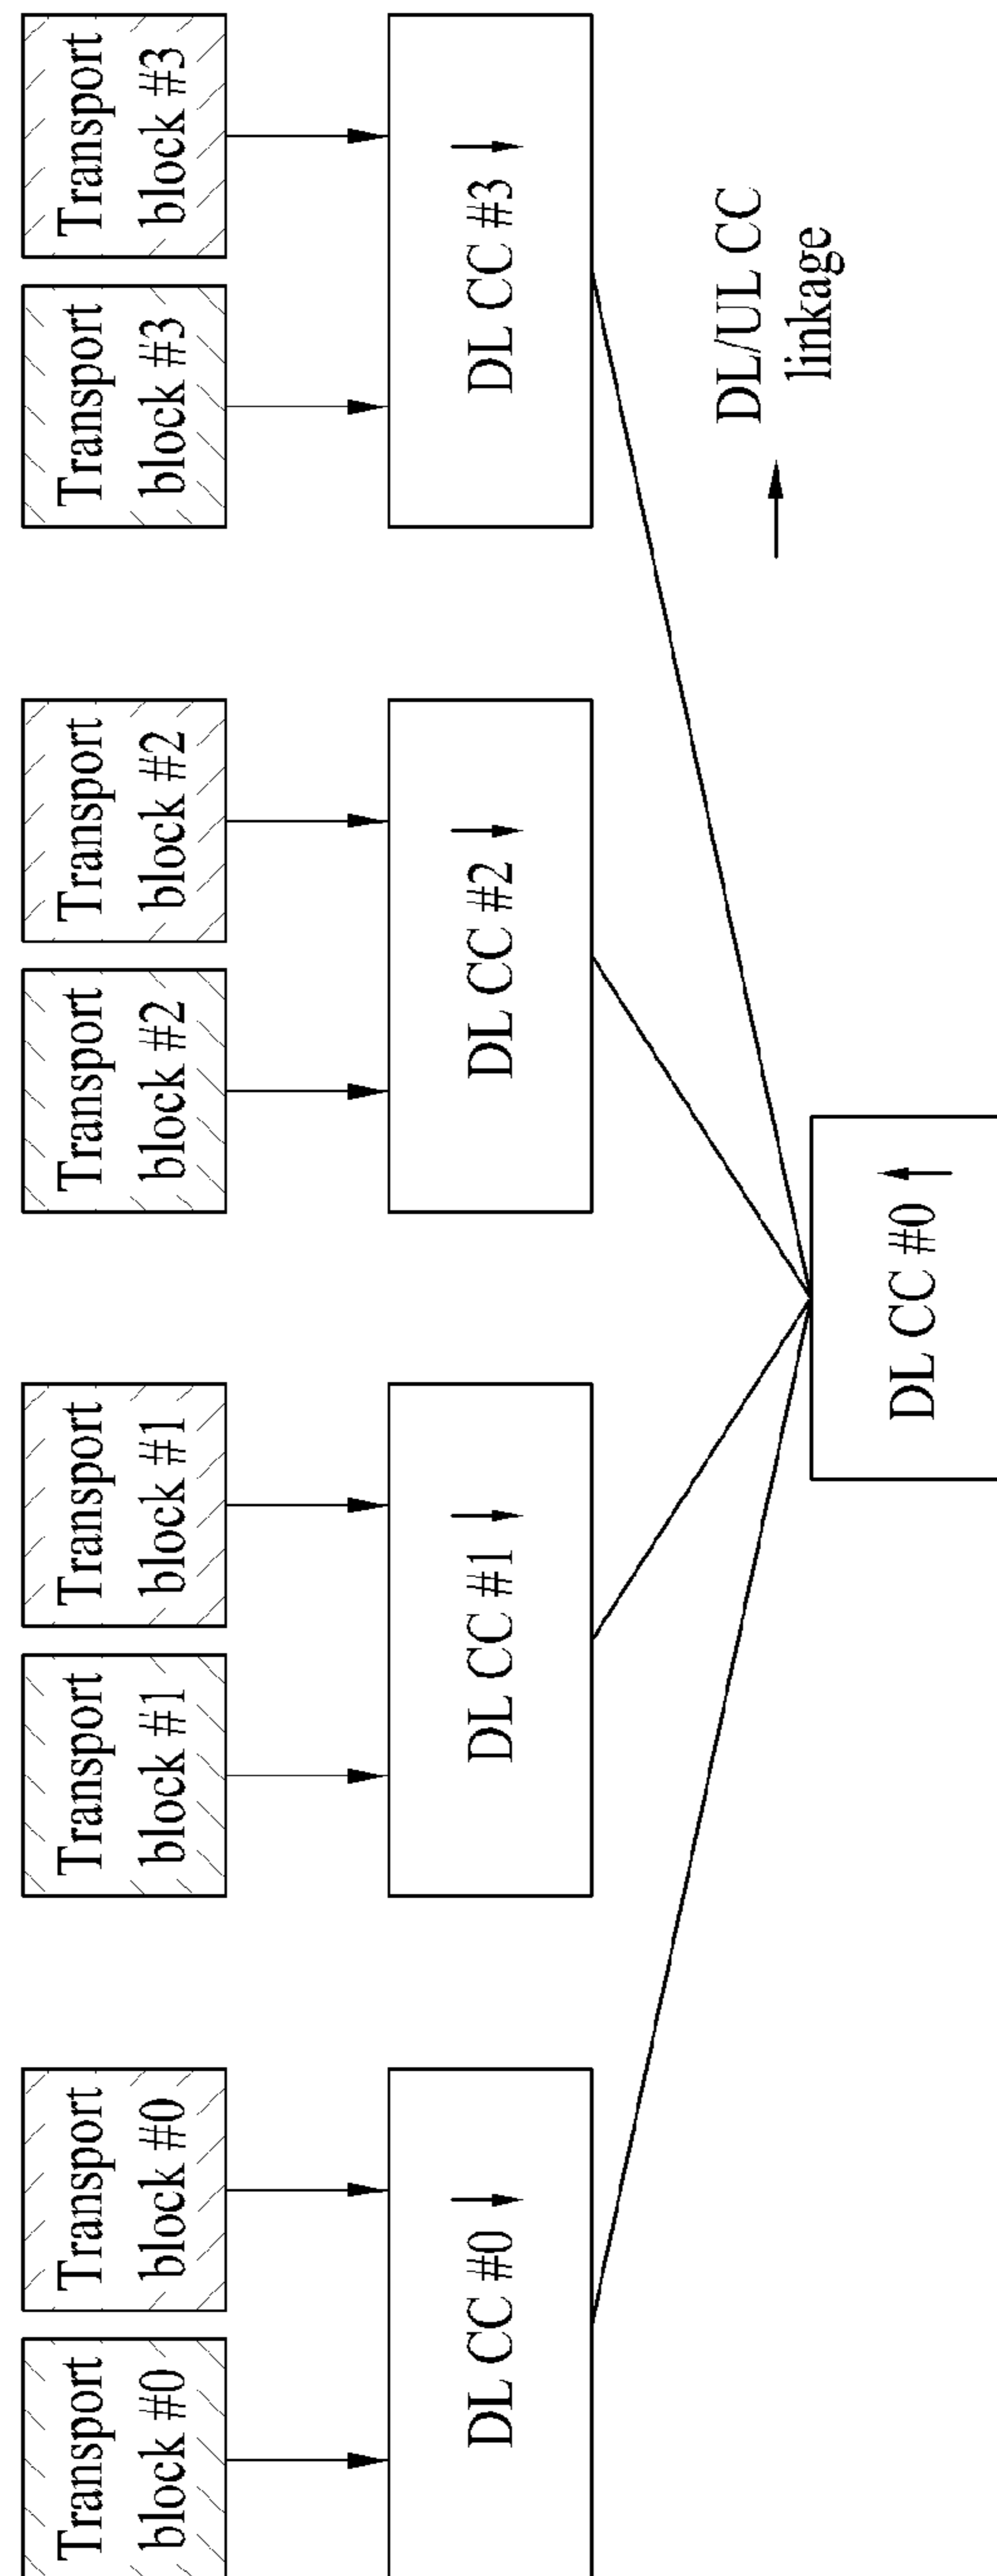 Transport
block #0
Transport
block #0
Transport
block #1
Transport
block #1
Transport
block #2
Transport
block #2
Transport
block #3
Transport
block #3
DL CC #0
DL CC #1
DL CC #2
DL CC #3
DL/UL CC
linkage
DL CC #0